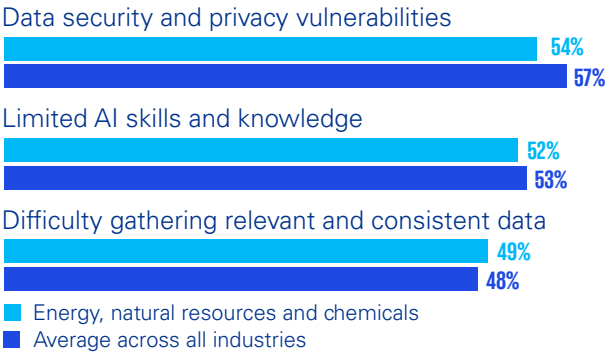 Data security and privacy vulnerabilities
54%
57%
Limited AI skills and knowledge
52%
53%
Difficulty gathering relevant and consistent data
49%
48%
Energy, natural resources and chemicals
Average across all industries